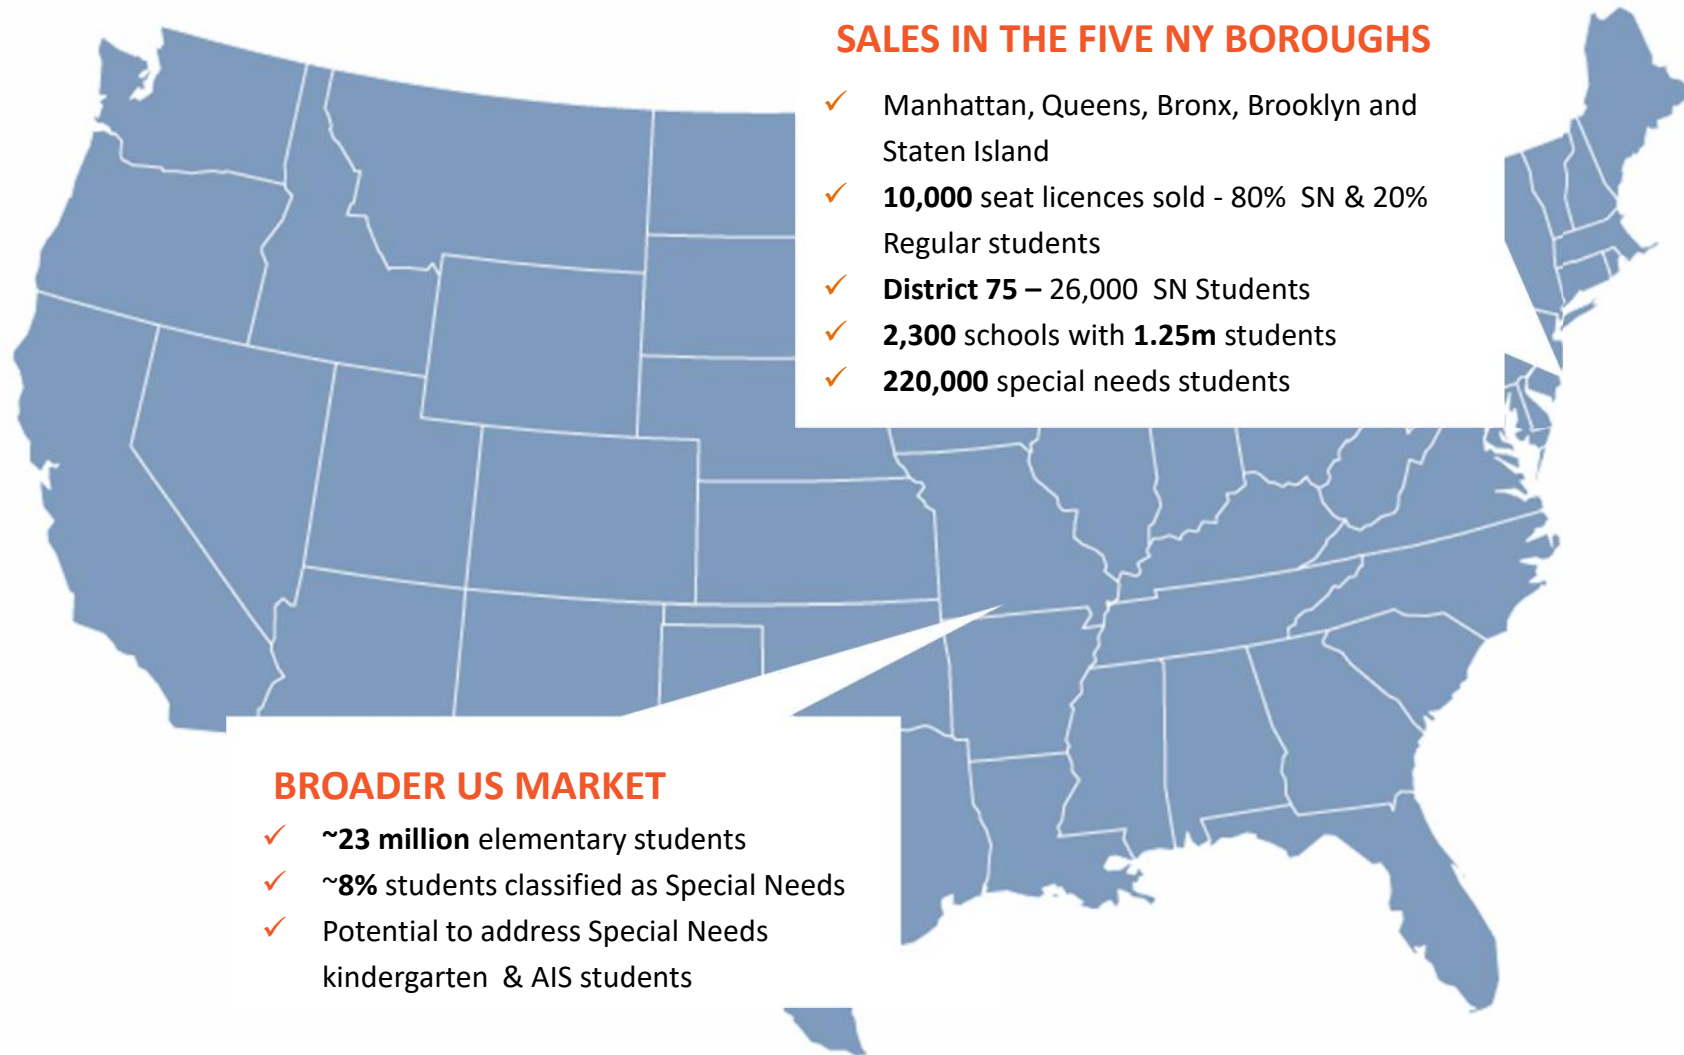 SALES IN THE FIVE NY BOROUGHS
✓ Manhattan, Queens, Bronx, Brooklyn and
Staten Island
✓ 10,000 seat licences sold - 80%  SN & 20%
Regular students
✓ District 75 – 26,000  SN Students
✓ 2,300 schools with 1.25m students
✓ 220,000 special needs students
BROADER US MARKET
✓ ~23 million elementary students
✓ ~8% students classified as Special Needs
✓ Potential to address Special Needs
kindergarten  & AIS students